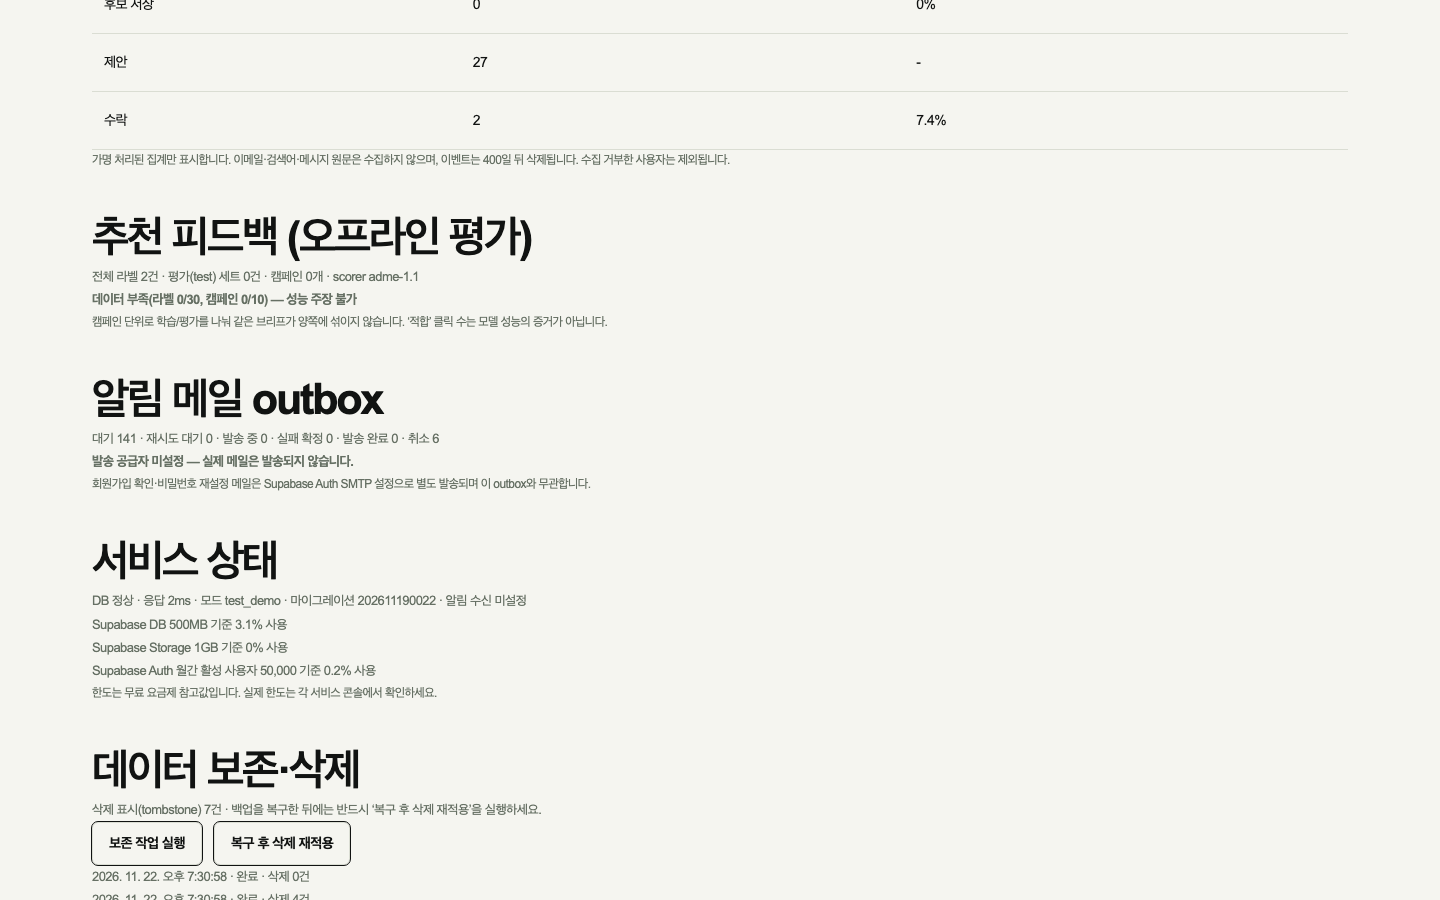 후보 저장 0 0%
제안 27 -
수락 2 7.4%
가명 처리된 집계만 표시합니다. 이메일·검색어·메시지 원문은 수집하지 않으며, 이벤트는 400일 뒤 삭제됩니다. 수집 거부한 사용자는 제외됩니다.
추천 피드백 (오프라인 평가)
전체 라벨 2건 · 평가(test) 세트 0건 · 캠페인 0개 · scorer adme-1.1
데이터 부족(라벨 0/30, 캠페인 0/10) — 성능 주장 불가
캠페인 단위로 학습/평가를 나눠 같은 브리프가 양쪽에 섞이지 않습니다. ‘적합’ 클릭 수는 모델 성능의 증거가 아닙니다.
알림 메일 outbox
대기 141 · 재시도 대기 0 · 발송 중 0 · 실패 확정 0 · 발송 완료 0 · 취소 6
발송 공급자 미설정 — 실제 메일은 발송되지 않습니다.
회원가입 확인·비밀번호 재설정 메일은 Supabase Auth SMTP 설정으로 별도 발송되며 이 outbox와 무관합니다.
서비스 상태
DB 정상 · 응답 2ms · 모드 test_demo · 마이그레이션 202611190022 · 알림 수신 미설정
Supabase DB 500MB 기준 3.1% 사용
Supabase Storage 1GB 기준 0% 사용
Supabase Auth 월간 활성 사용자 50,000 기준 0.2% 사용
한도는 무료 요금제 참고값입니다. 실제 한도는 각 서비스 콘솔에서 확인하세요.
데이터 보존·삭제
삭제 표시(tombstone) 7건 · 백업을 복구한 뒤에는 반드시 ‘복구 후 삭제 재적용’을 실행하세요.
보존 작업 실행 복구 후 삭제 재적용
2026. 11. 22. 오후 7:30:58 · 완료 · 삭제 0건
2026. 11. 22. 오후 7:30:58 · 완료 · 삭제 4건